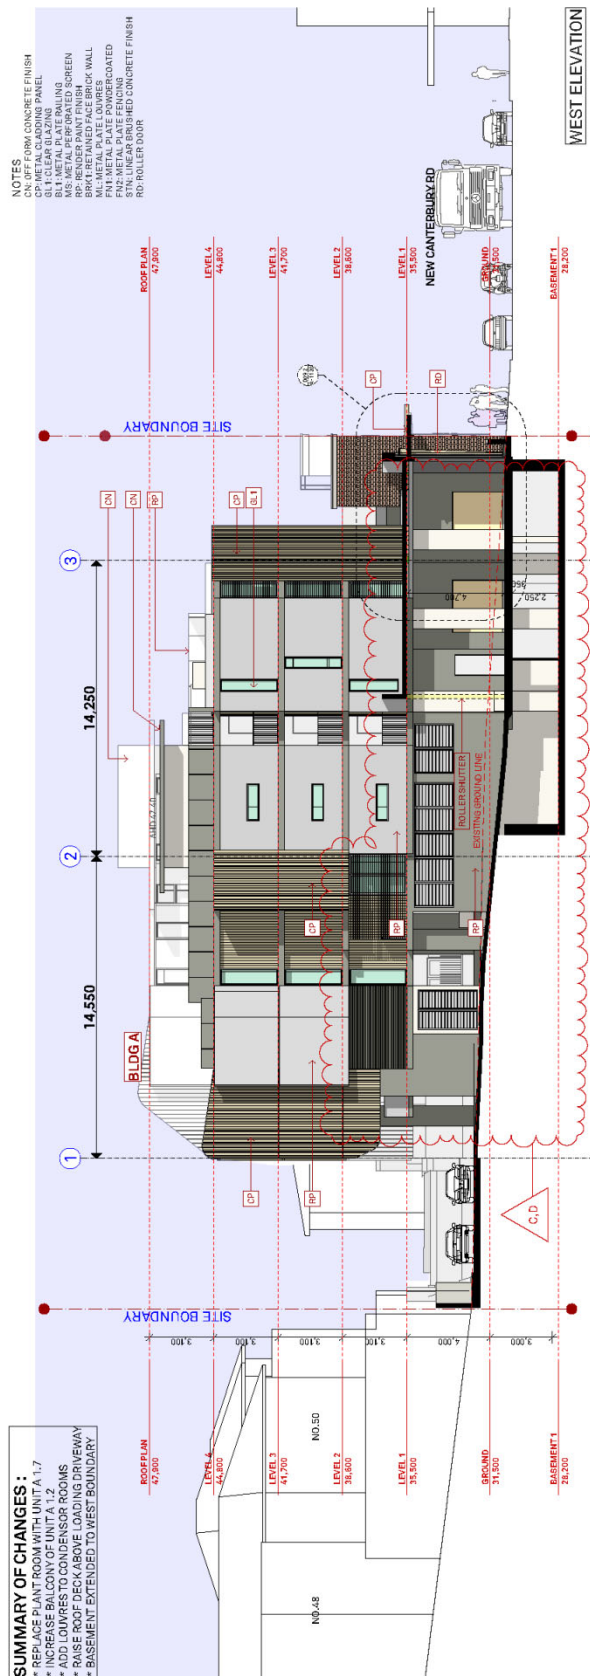 SUMMARY OF CHANGES :
* REPLACE PLANT ROOM WITH UNIT A 1.7
* INCREASE BALCONY OF UNIT A 1.2
* ADD LOUVRES TO CONDENSOR ROOMS
* RAISE ROOF DECK ABOVE LOADING DRIVEWAY
* BASEMENT EXTENDED TO WEST BOUNDARY
NOTES
CN: OFF FORM CONCRETE FINISH
CP: METAL CLADDING PANEL
GL1: CLEAR GLAZING
BL1: METAL PLATE RAILING
MS: METAL PERFORATED SCREEN
RP: RENDER PAINT FINISH
BRK1: RETAINED FACE BRICK WALL
ML: METAL PLATE LOUVRES
FN1: METAL PLATE POWDERCOATED
FN2: METAL PLATE FENCING
STN: LINEAR BRUSHED CONCRETE FINISH
RD: ROLLER DOOR
SITE BOUNDARY
SITE BOUNDARY
1
2
3
14,550
14,250
BLDG A
CN
CN
RP
CP
GL1
CP
RD
CP
RP
CP
RP
RP
ROOF PLAN
47,900
LEVEL 4
44,800
LEVEL 3
41,700
LEVEL 2
38,600
LEVEL 1
35,500
GROUND
31,500
BASEMENT 1
28,200
3,100
3,100
3,100
3,100
4,000
3,000
ROOF PLAN
47,900
LEVEL 4
44,800
LEVEL 3
41,700
LEVEL 2
38,600
LEVEL 1
35,500
GROUND
BASEMENT 1
28,200
NO.48
NO.50
ROLLER SHUTTER
EXISTING GROUND LINE
4,700
2,250
C,D
NEW CANTERBURY RD
WEST ELEVATION